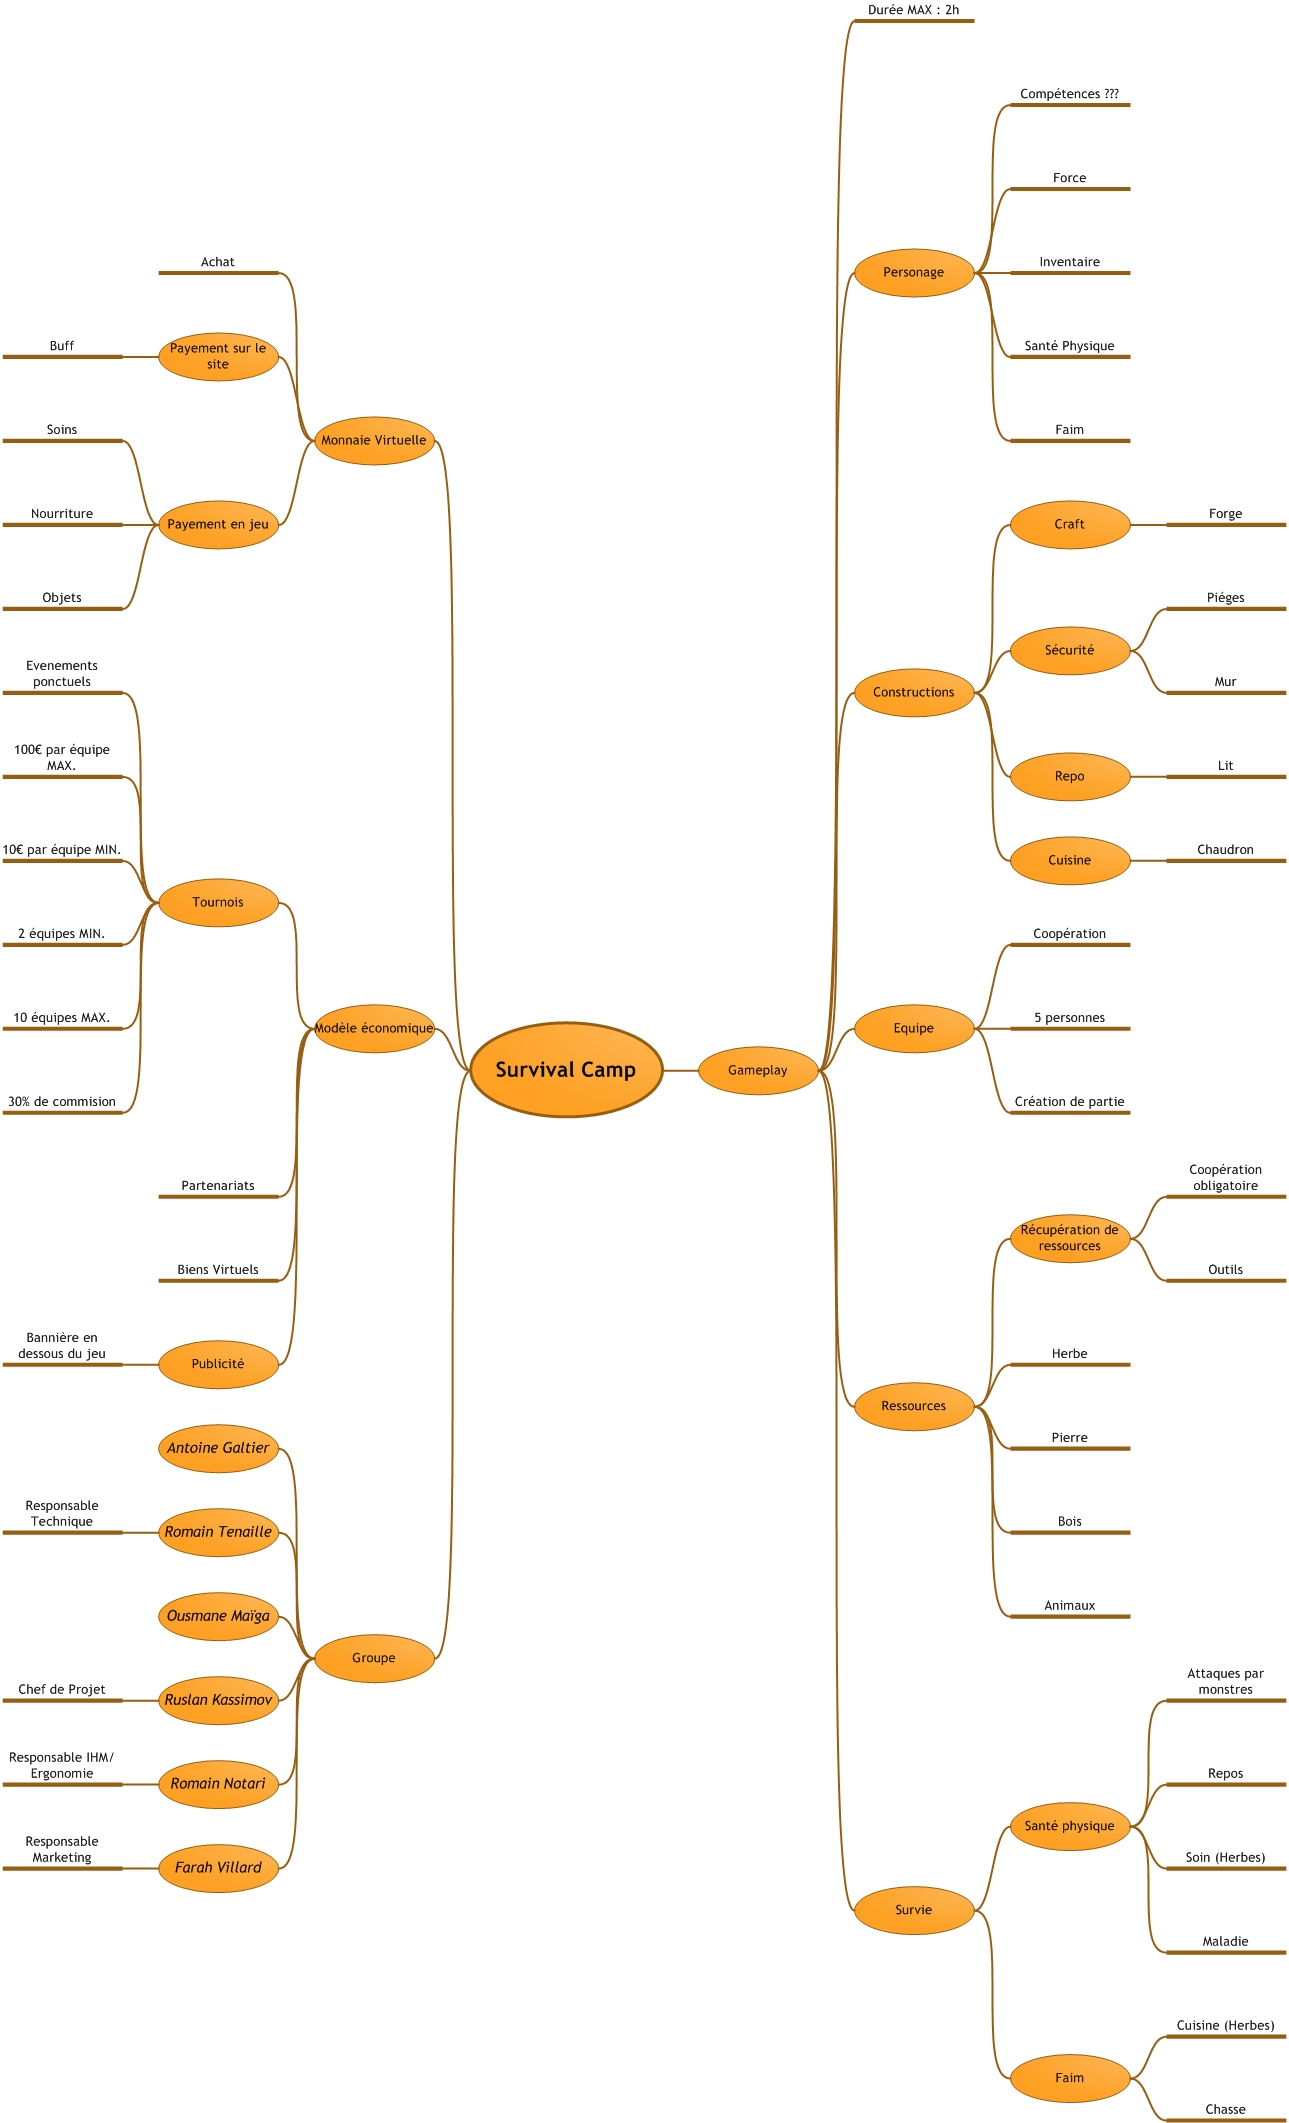 Survival Camp
Monnaie Virtuelle
Achat
Payement sur le
site
Buff
Payement en jeu
Soins
Nourriture
Objets
Modèle économique
Tournois
Evenements
ponctuels
100€ par équipe
MAX.
10€ par équipe MIN.
2 équipes MIN.
10 équipes MAX.
30% de commision
Partenariats
Biens Virtuels
Publicité
Bannière en
dessous du jeu
Groupe
Antoine Galtier
Romain Tenaille
Responsable
Technique
Ousmane Maïga
Ruslan Kassimov
Chef de Projet
Romain Notari
Responsable IHM/
Ergonomie
Farah Villard
Responsable
Marketing
Gameplay
Durée MAX : 2h
Personage
Compétences ???
Force
Inventaire
Santé Physique
Faim
Constructions
Craft
Forge
Sécurité
Piéges
Mur
Repo
Lit
Cuisine
Chaudron
Equipe
Coopération
5 personnes
Création de partie
Ressources
Récupération de
ressources
Coopération
obligatoire
Outils
Herbe
Pierre
Bois
Animaux
Survie
Santé physique
Attaques par
monstres
Repos
Soin (Herbes)
Maladie
Faim
Cuisine (Herbes)
Chasse